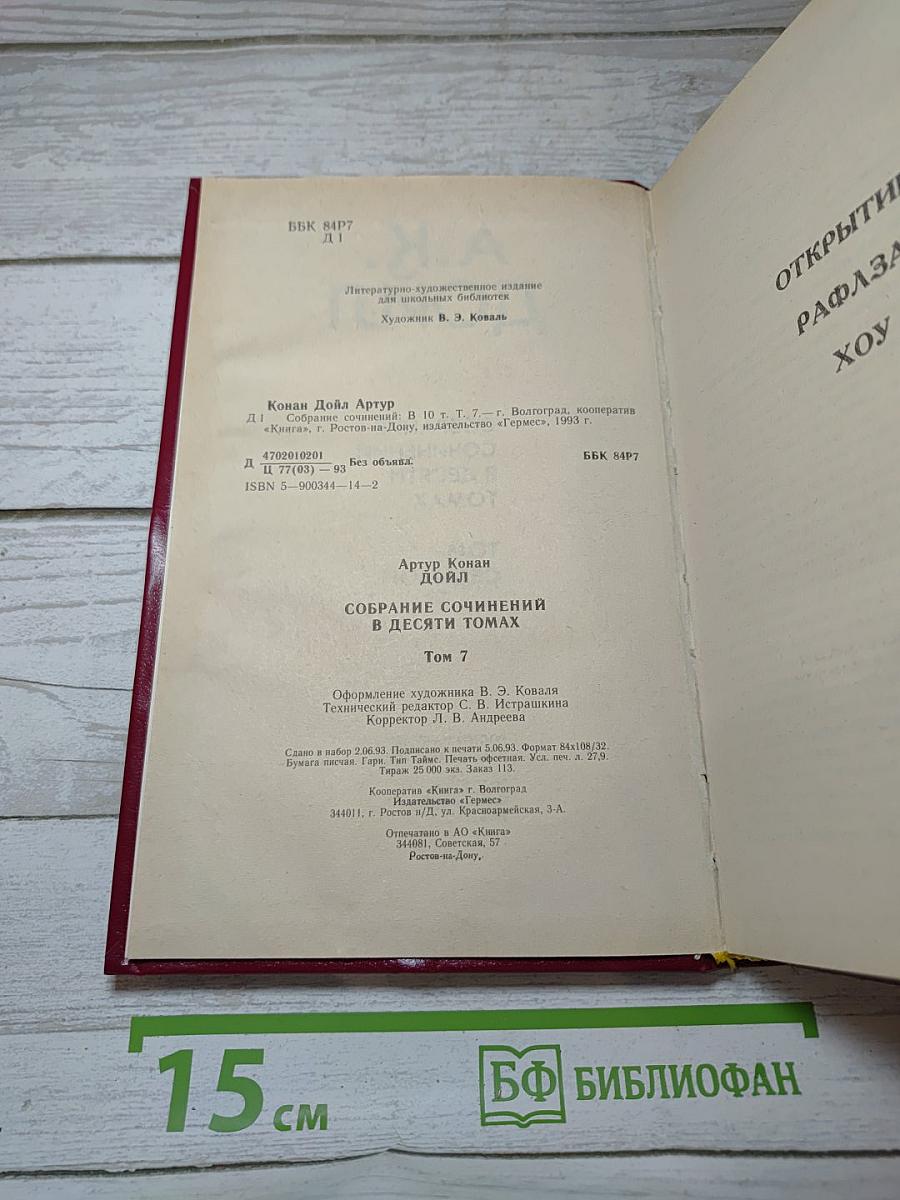 ББК 84Р7
Д 1
Литературно-художественное издание
для школьных библиотек
Художник В. Э. Коваль
Конан Дойл Артур
Д 1 Собрание сочинений: В 10 т. Т. 7.— г. Волгоград, кооператив
«Книга», г. Ростов-на-Дону, издательство «Гермес», 1993 г.
Д 4702010201
Ц 77(03) — 93 Без объявл.
ББК 84Р7
ISBN 5—900344—14—2
Артур Конан
ДОЙЛ
СОБРАНИЕ СОЧИНЕНИЙ
В ДЕСЯТИ ТОМАХ
Том 7
Оформление художника В. Э. Коваля
Технический редактор С. В. Истрашкина
Корректор Л. В. Андреева
Сдано в набор 2.06.93. Подписано к печати 5.06.93. Формат 84х108/32.
Бумага писчая. Гарн. Тип Таймс. Печать офсетная. Усл. печ. л. 27,9.
Тираж 25 000 экз. Заказ 113.
Кооператив «Книга» г. Волгоград
Издательство «Гермес»
344011, г. Ростов н/Д, ул. Красноармейская, 3-А.
Отпечатано в АО «Книга»
344081, Советская, 57
Ростов-на-Дону.
ОТКРЫТИ
РАФЛЗА
ХОУ
15 см
БФ БИБЛИОФАН